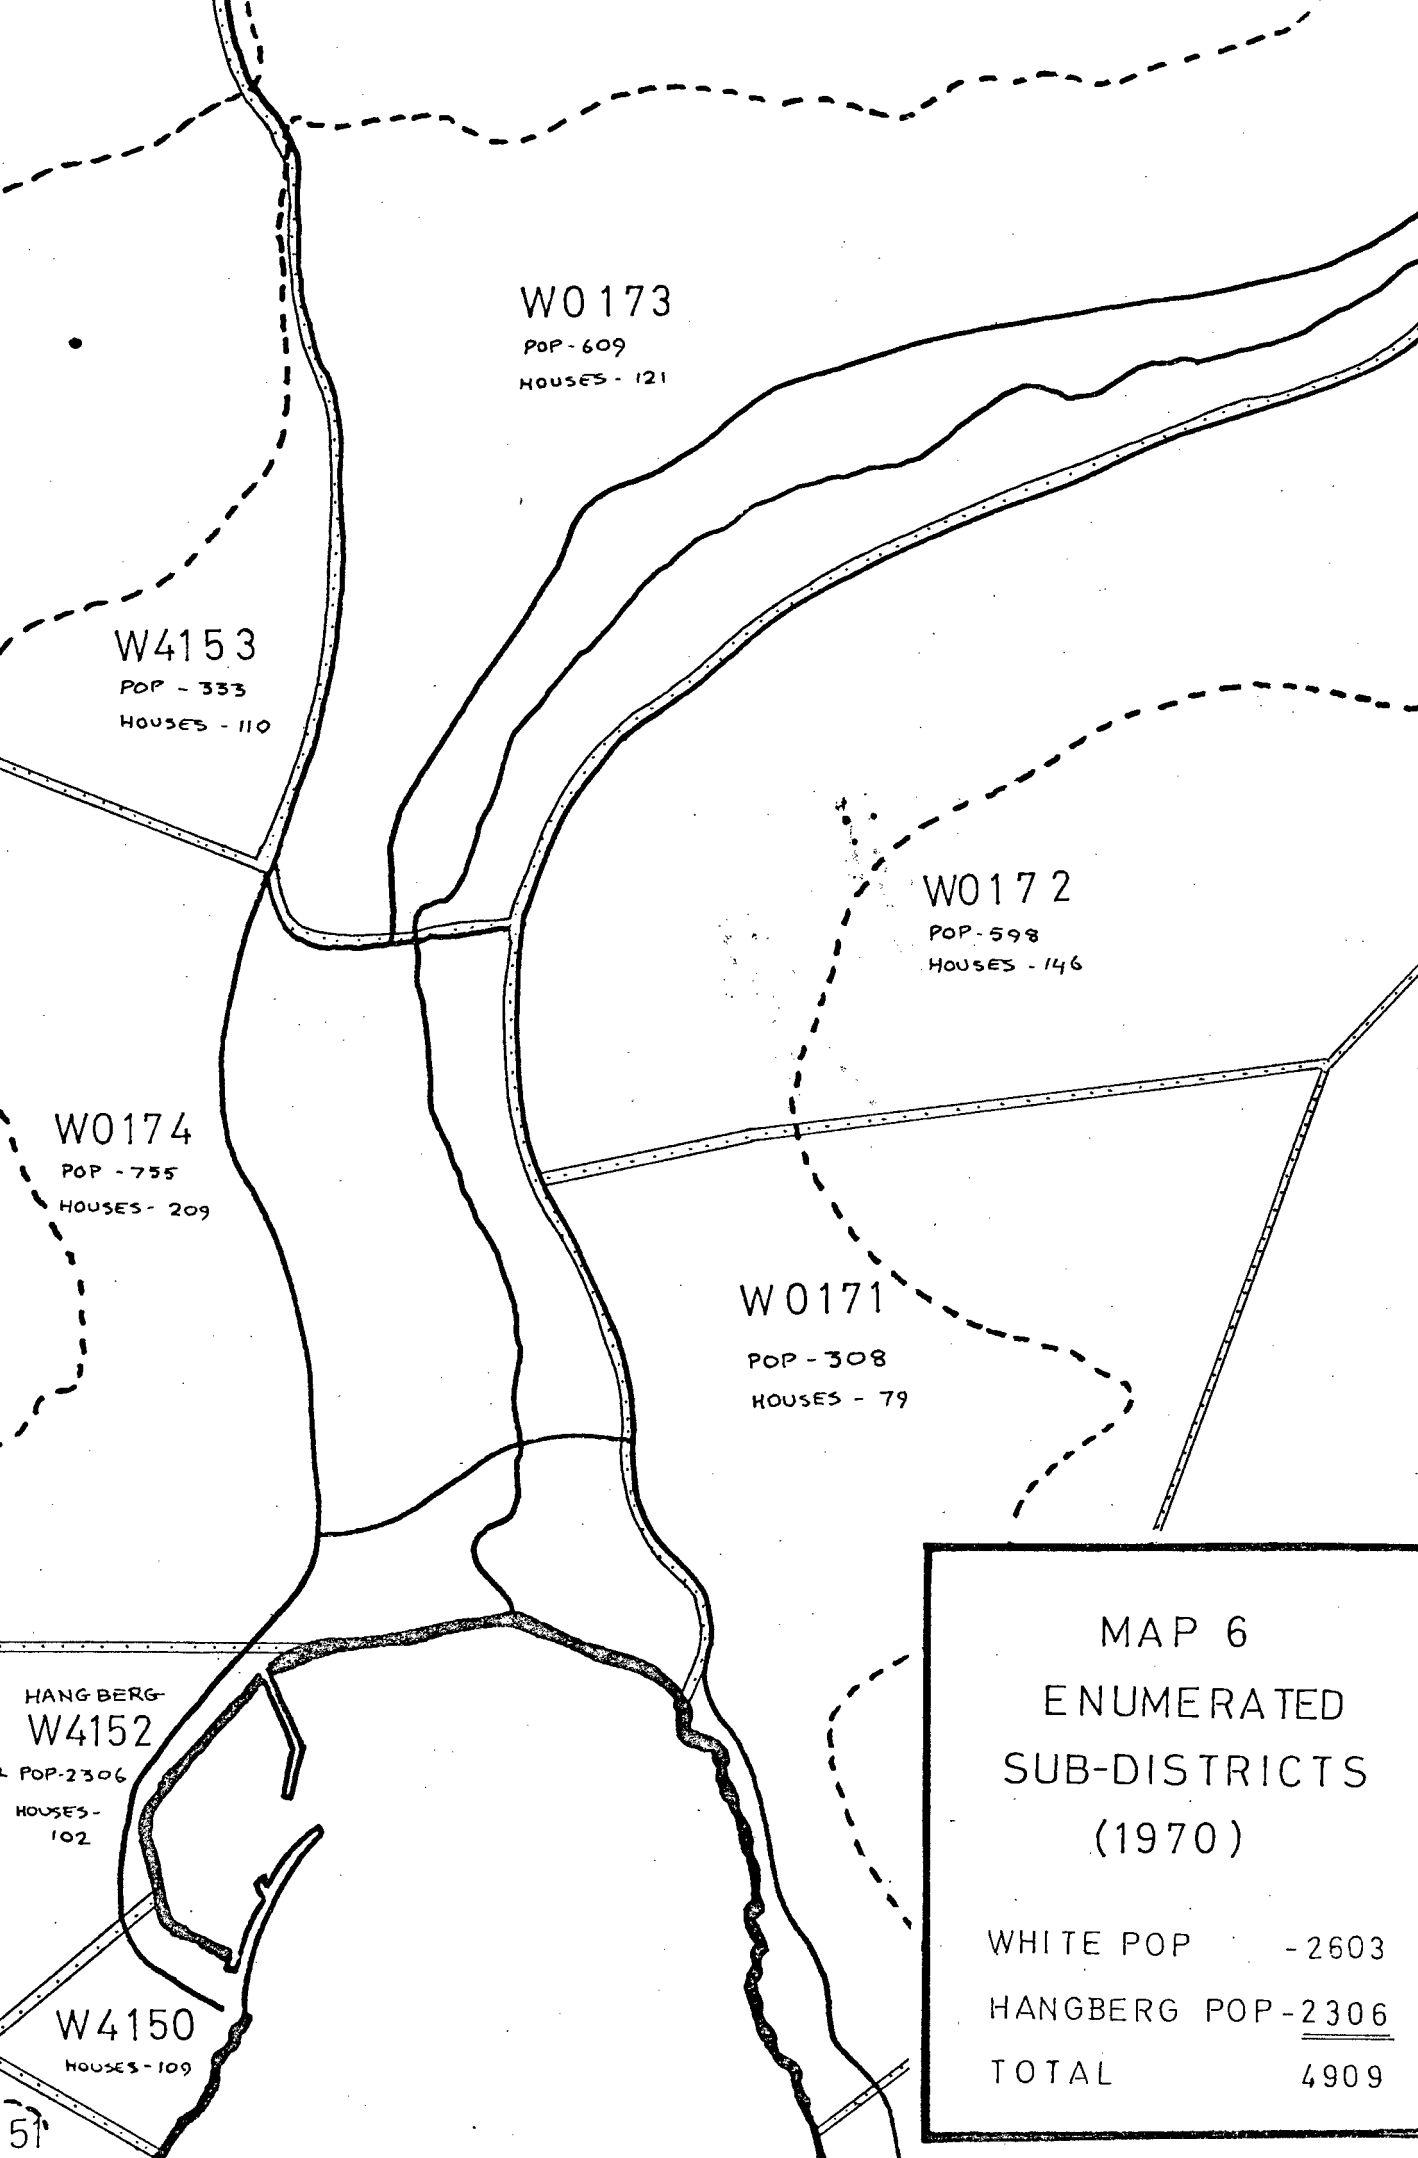 W0173
POP-609
HOUSES - 121
W4153
POP - 333
HOUSES - 110
W0172
POP-598
HOUSES - 146
W0174
POP - 755
HOUSES - 209
W0171
POP - 308
HOUSES - 79
HANGBERG
W4152
POP-2306
HOUSES-
102
W4150
HOUSES-109
51
MAP 6
ENUMERATED
SUB-DISTRICTS
(1970)
WHITE POP -2603
HANGBERG POP-2306
TOTAL 4909